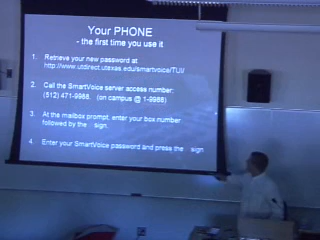 Your PHONE
- the first time you use it
1. Retrieve your new password at
http://www.utdirect.utexas.edu/smartvoice/TUI/
2. Call the SmartVoice server access number:
(512) 471-9988. (on campus @ 1-9988)
3. At the mailbox prompt, enter your box number
followed by the sign.
4. Enter your SmartVoice password and press the sign